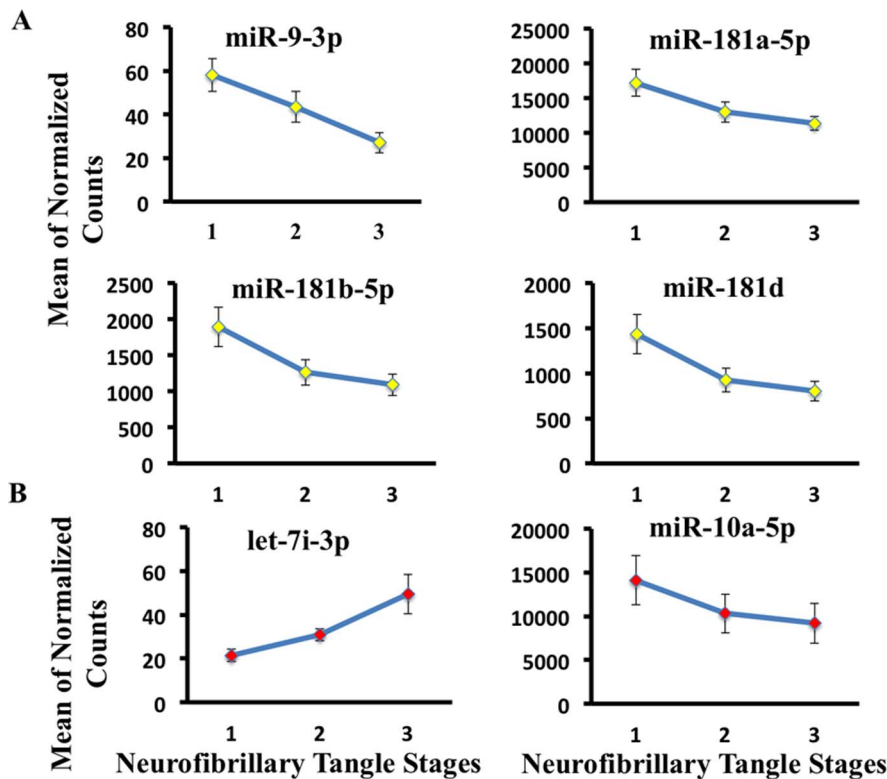 A
miR-9-3p
80
60
40
20
0
1 2 3
miR-181a-5p
25000
20000
15000
10000
5000
0
1 2 3
Mean of Normalized
Counts
miR-181b-5p
2500
2000
1500
1000
500
0
1 2 3
miR-181d
2000
1500
1000
500
0
1 2 3
B
let-7i-3p
80
60
40
20
0
1 2 3
miR-10a-5p
20000
15000
10000
5000
0
1 2 3
Mean of Normalized
Counts
Neurofibrillary Tangle Stages
Neurofibrillary Tangle Stages